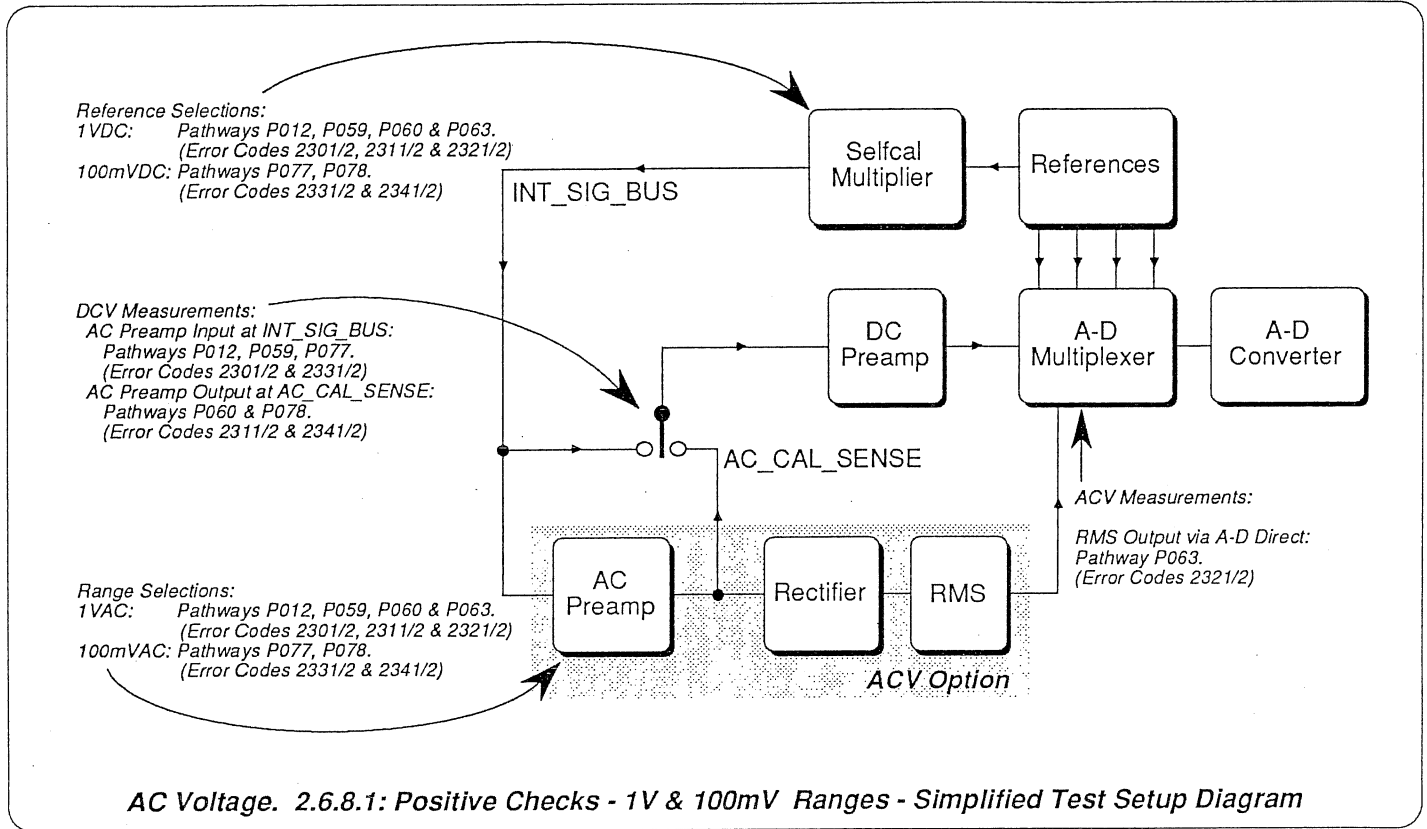 Reference Selections:
1VDC: Pathways P012, P059, P060 & P063.
(Error Codes 2301/2, 2311/2 & 2321/2)
100mVDC: Pathways P077, P078.
(Error Codes 2331/2 & 2341/2)
Selfcal
Multiplier
References
INT_SIG_BUS
DCV Measurements:
AC Preamp Input at INT_SIG_BUS:
Pathways P012, P059, P077.
(Error Codes 2301/2 & 2331/2)
AC Preamp Output at AC_CAL_SENSE:
Pathways P060 & P078.
(Error Codes 2311/2 & 2341/2)
DC
Preamp
A-D
Multiplexer
A-D
Converter
AC_CAL_SENSE
ACV Measurements:
RMS Output via A-D Direct:
Pathway P063.
(Error Codes 2321/2)
Range Selections:
1VAC: Pathways P012, P059, P060 & P063.
(Error Codes 2301/2, 2311/2 & 2321/2)
100mVAC: Pathways P077, P078.
(Error Codes 2331/2 & 2341/2)
AC
Preamp
Rectifier
RMS
ACV Option
AC Voltage. 2.6.8.1: Positive Checks - 1V & 100mV Ranges - Simplified Test Setup Diagram